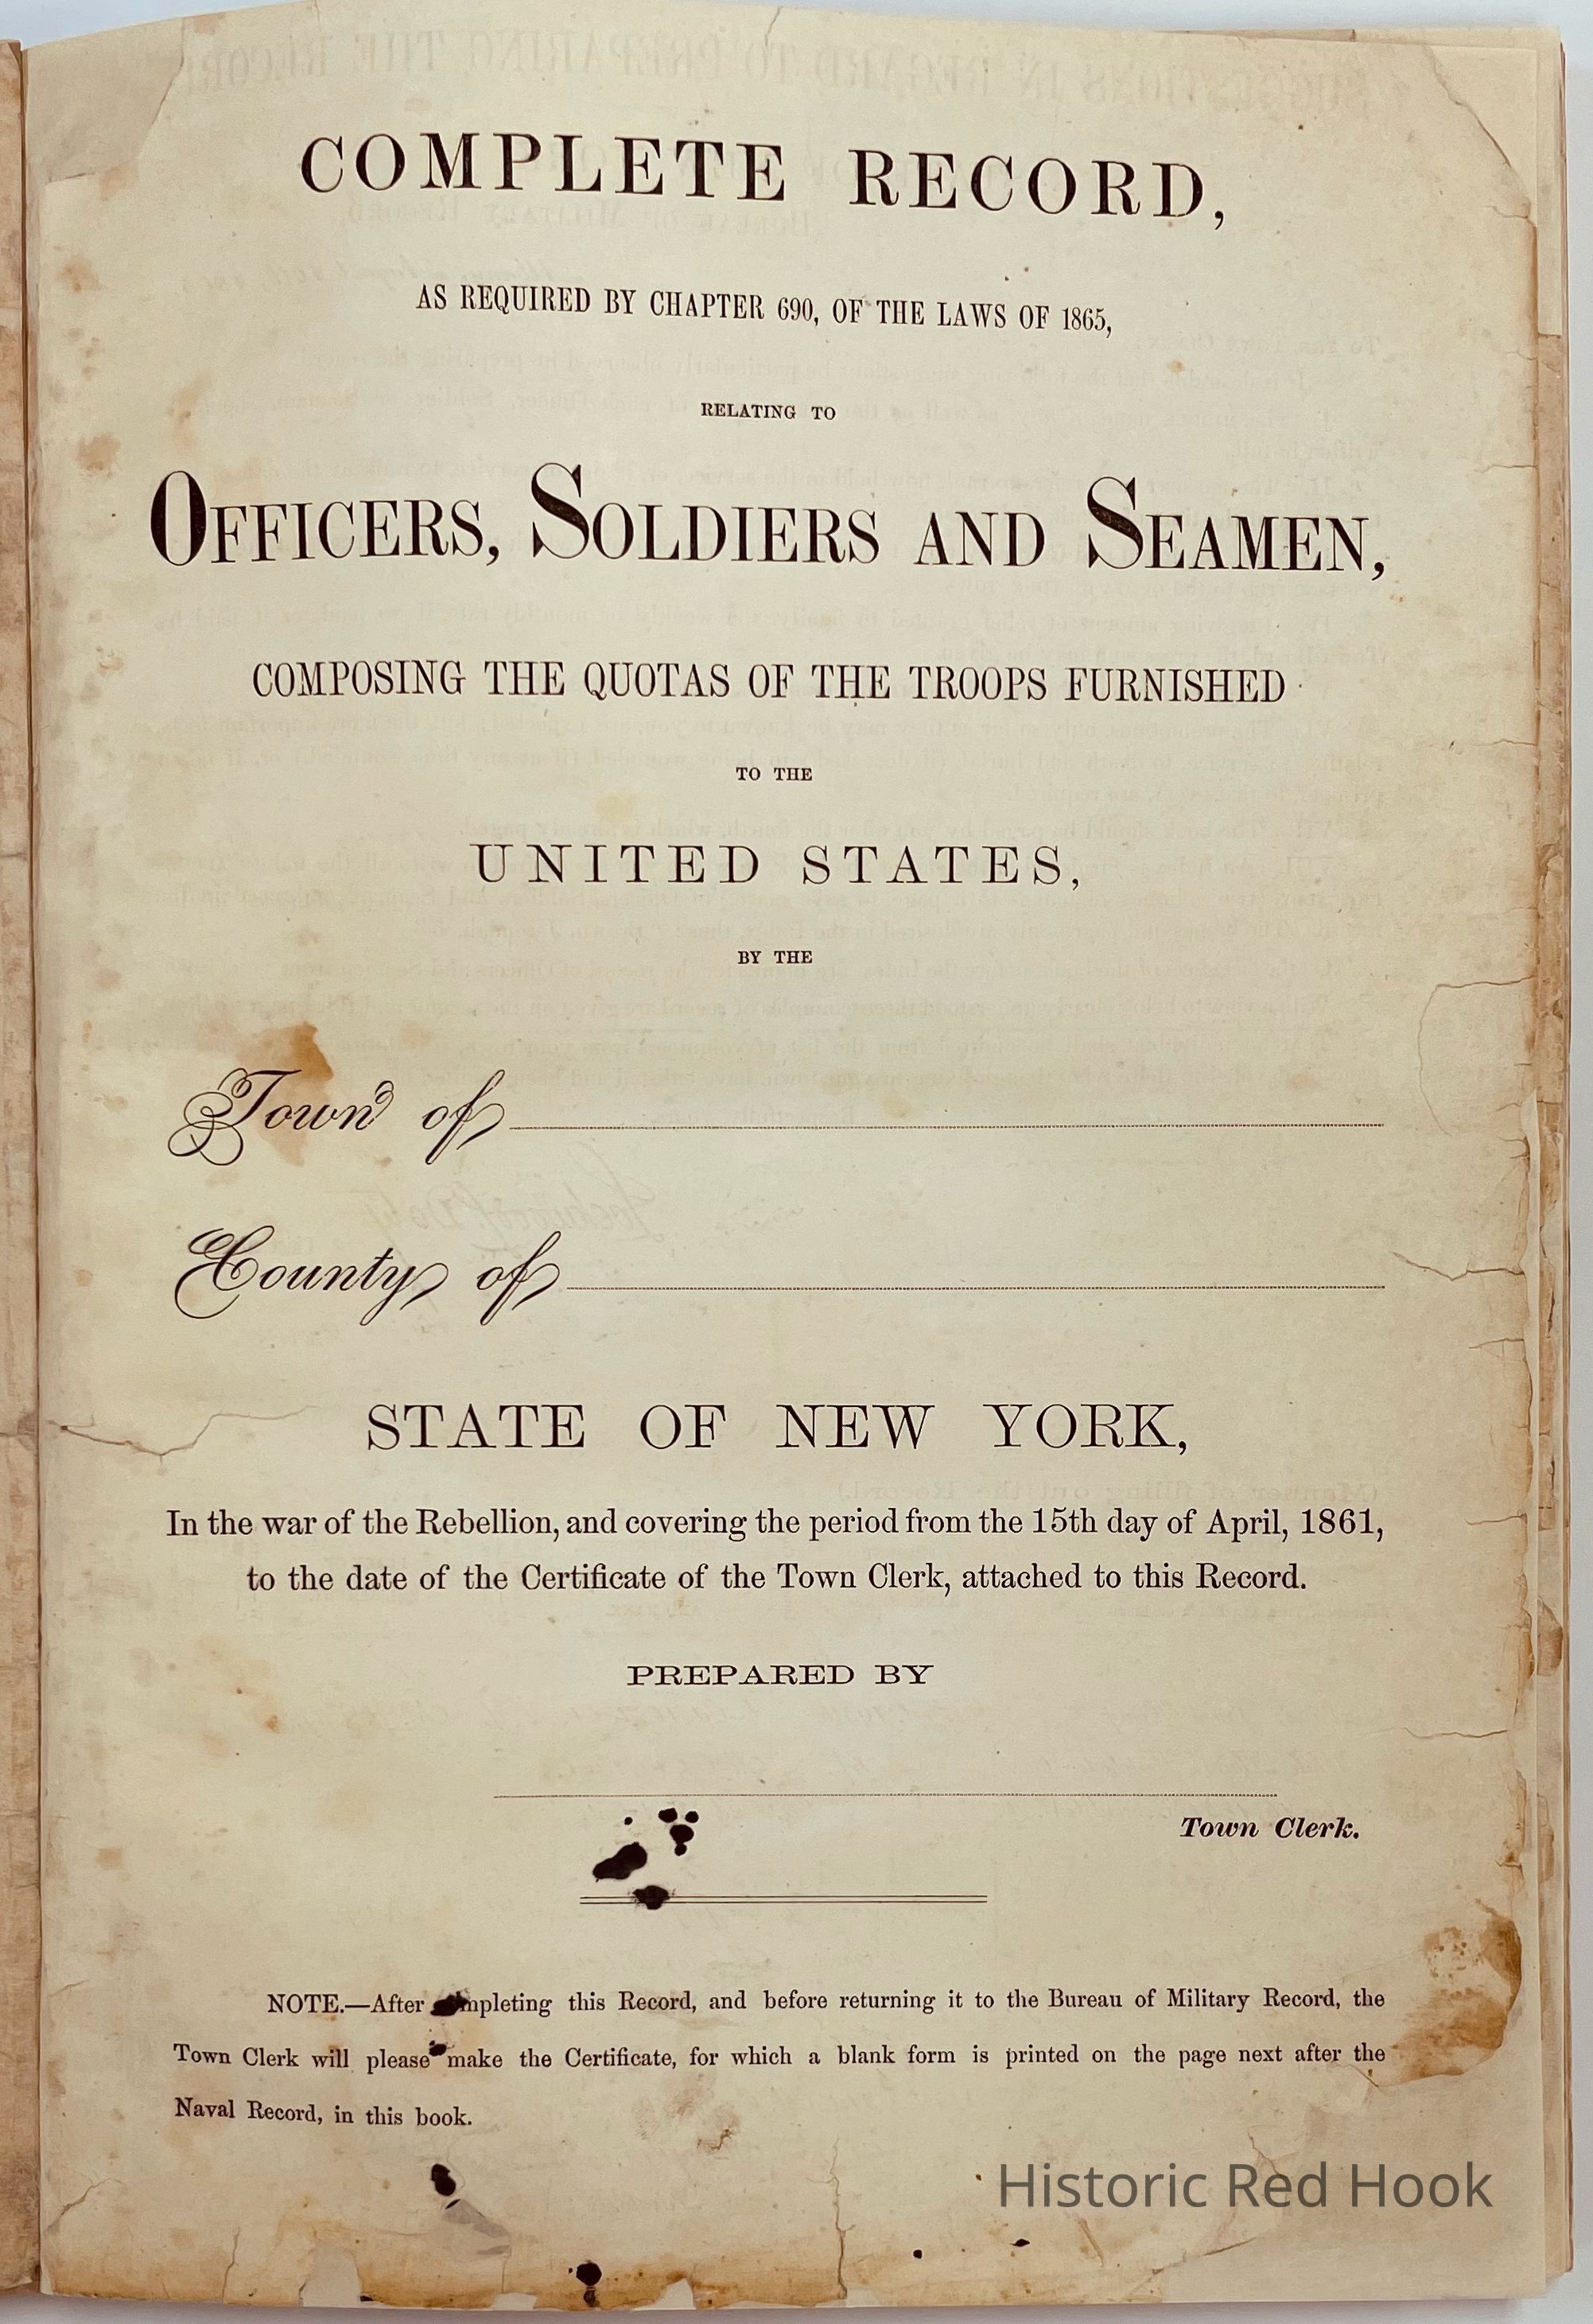 COMPLETE RECORD,
AS REQUIRED BY CHAPTER 690, OF THE LAWS OF 1865,
RELATING TO
OFFICERS, SOLDIERS AND SEAMEN,
COMPOSING THE QUOTAS OF THE TROOPS FURNISHED
TO THE
UNITED STATES,
BY THE
Town of
County of
STATE OF NEW YORK,
In the war of the Rebellion, and covering the period from the 15th day of April, 1861,
to the date of the Certificate of the Town Clerk, attached to this Record.
PREPARED BY
Town Clerk.
NOTE.—After completing this Record, and before returning it to the Bureau of Military Record, the
Town Clerk will please make the Certificate, for which a blank form is printed on the page next after the
Naval Record, in this book.
Historic Red Hook